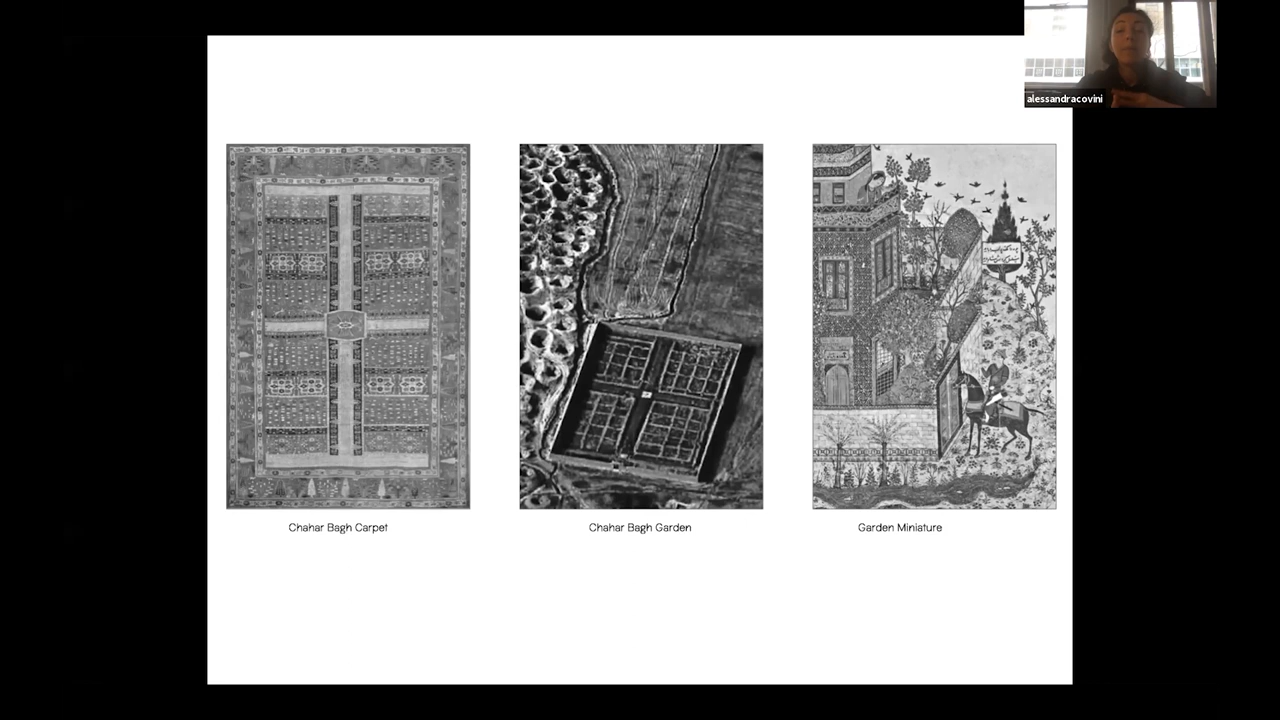 alessandracovini
Chahar Bagh Carpet
Chahar Bagh Garden
Garden Miniature